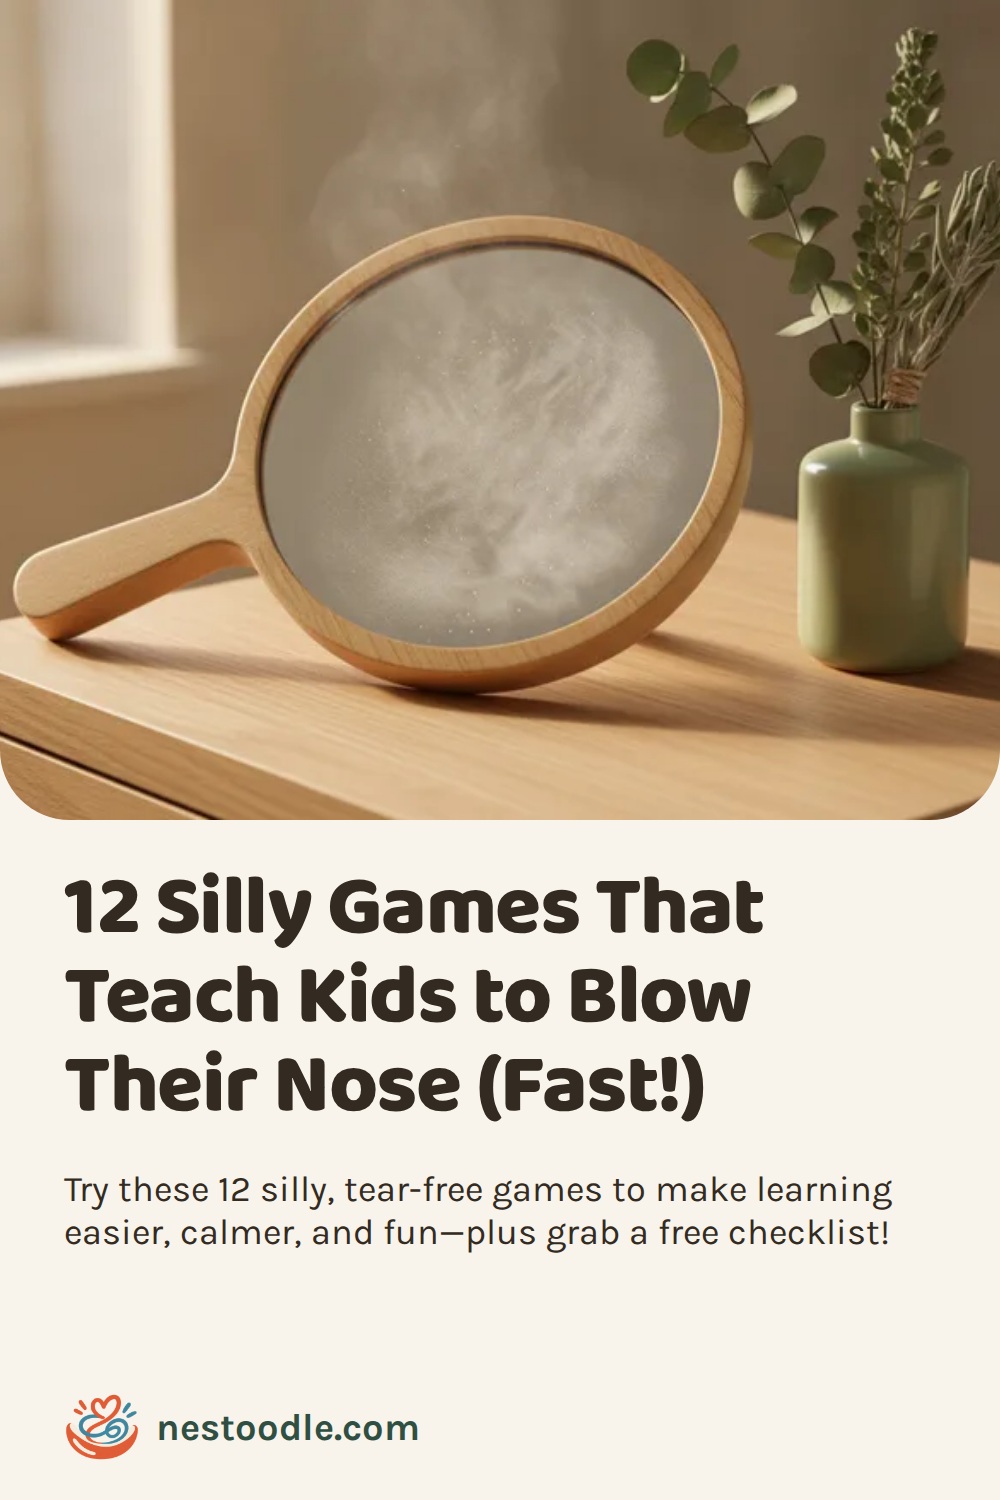 12 Silly Games That
Teach Kids to Blow
Their Nose (Fast!)
Try these 12 silly, tear-free games to make learning
easier, calmer, and fun—plus grab a free checklist!
nestoodle.com